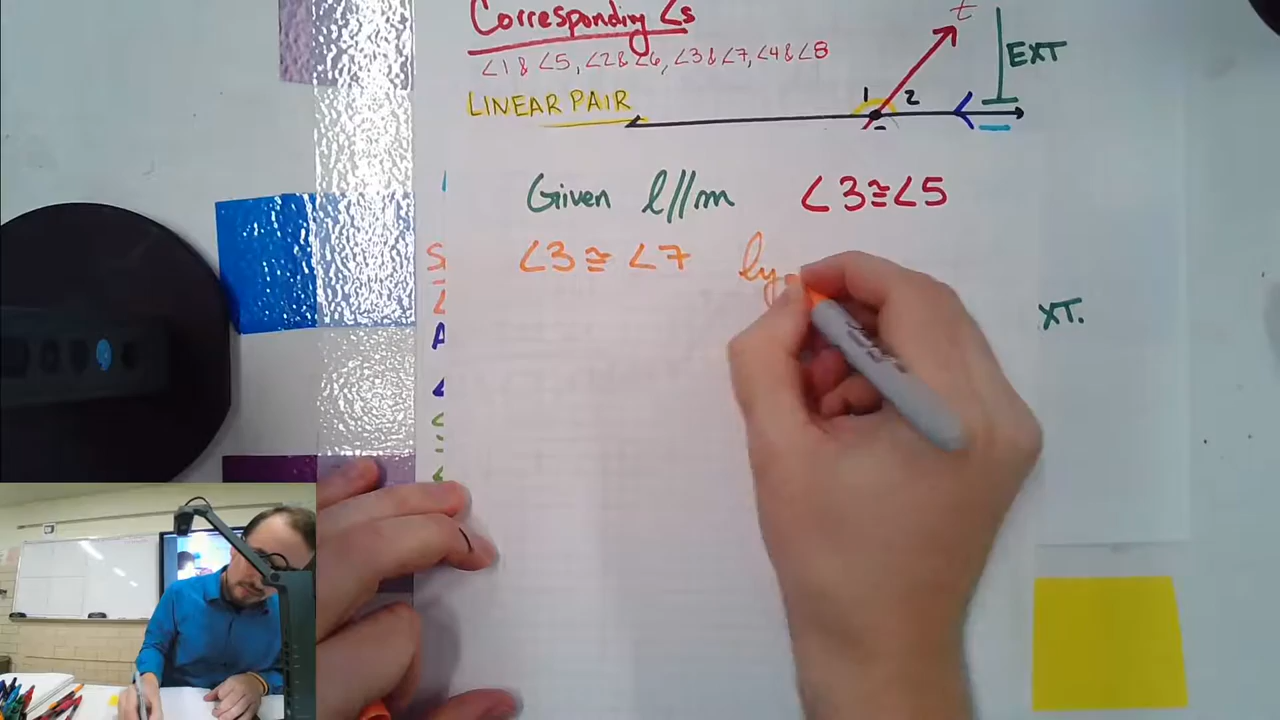 Corresponding ∠s
∠1 & ∠5, ∠2 & ∠6, ∠3 & ∠7, ∠4 & ∠8
LINEAR PAIR
t
EXT
1 2
Given l//m ∠3≅∠5
∠3≅∠7 by
XT.